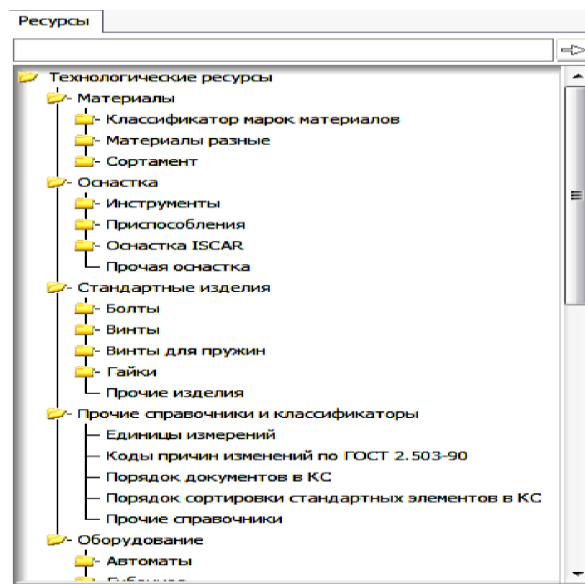 Ресурсы
Технологические ресурсы
Материалы
Классификатор марок материалов
Материалы разные
Сортамент
Оснастка
Инструменты
Приспособления
Оснастка ISCAR
Прочая оснастка
Стандартные изделия
Болты
Винты
Винты для пружин
Гайки
Прочие изделия
Прочие справочники и классификаторы
Единицы измерений
Коды причин изменений по ГОСТ 2.503-90
Порядок документов в КС
Порядок сортировки стандартных элементов в КС
Прочие справочники
Оборудование
Автоматы